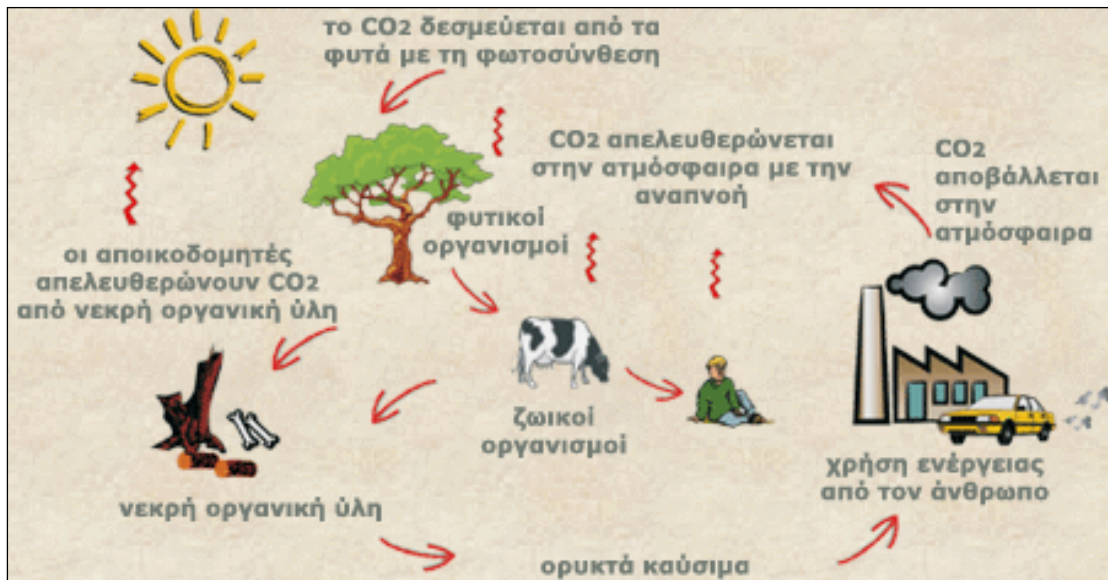 το CO2 δεσμεύεται από τα
φυτά με τη φωτοσύνθεση
CO2 απελευθερώνεται
στην ατμόσφαιρα με την
αναπνοή
CO2
αποβάλλεται
στην
ατμόσφαιρα
φυτικοί
οργανισμοί
οι αποικοδομητές
απελευθερώνουν CO2
από νεκρή οργανική ύλη
ζωικοί
οργανισμοί
χρήση ενέργειας
από τον άνθρωπο
νεκρή οργανική ύλη
ορυκτά καύσιμα